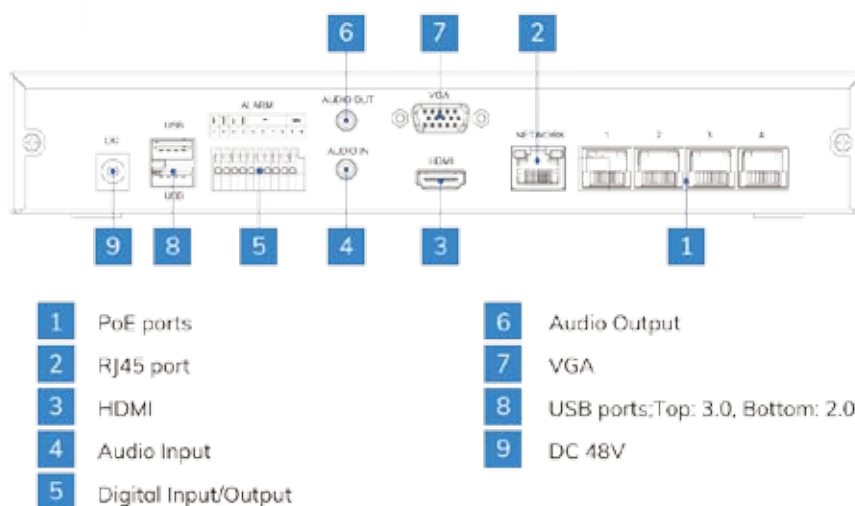 6 7 2
AUDIO OUT VGA
ALARM
USB NETWORK 1 2 3 4
DC
AUDIO IN HDMI
USB
9 8 5 4 3 1
1 PoE ports
2 RJ45 port
3 HDMI
4 Audio Input
5 Digital Input/Output
6 Audio Output
7 VGA
8 USB ports;Top: 3.0, Bottom: 2.0
9 DC 48V